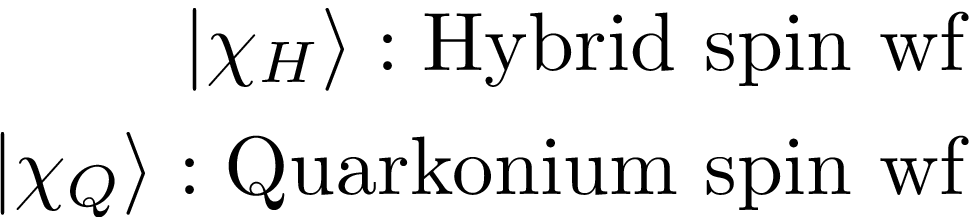 |χ_H⟩ : Hybrid spin wf
|χ_Q⟩ : Quarkonium spin wf